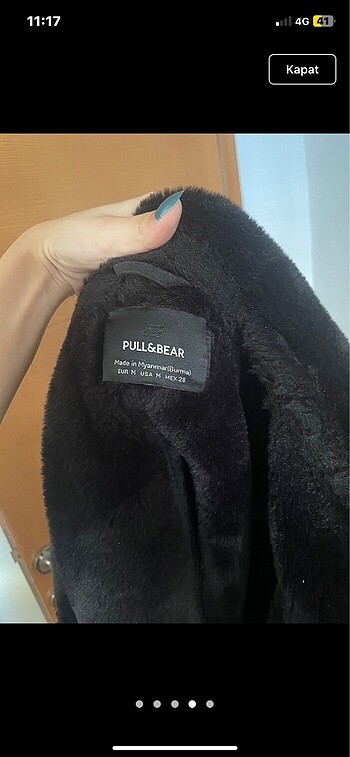 11:17
4G 41
Kapat
PULL&BEAR
Made in Myanmar(Burma)
EUR M USA M MEX 28